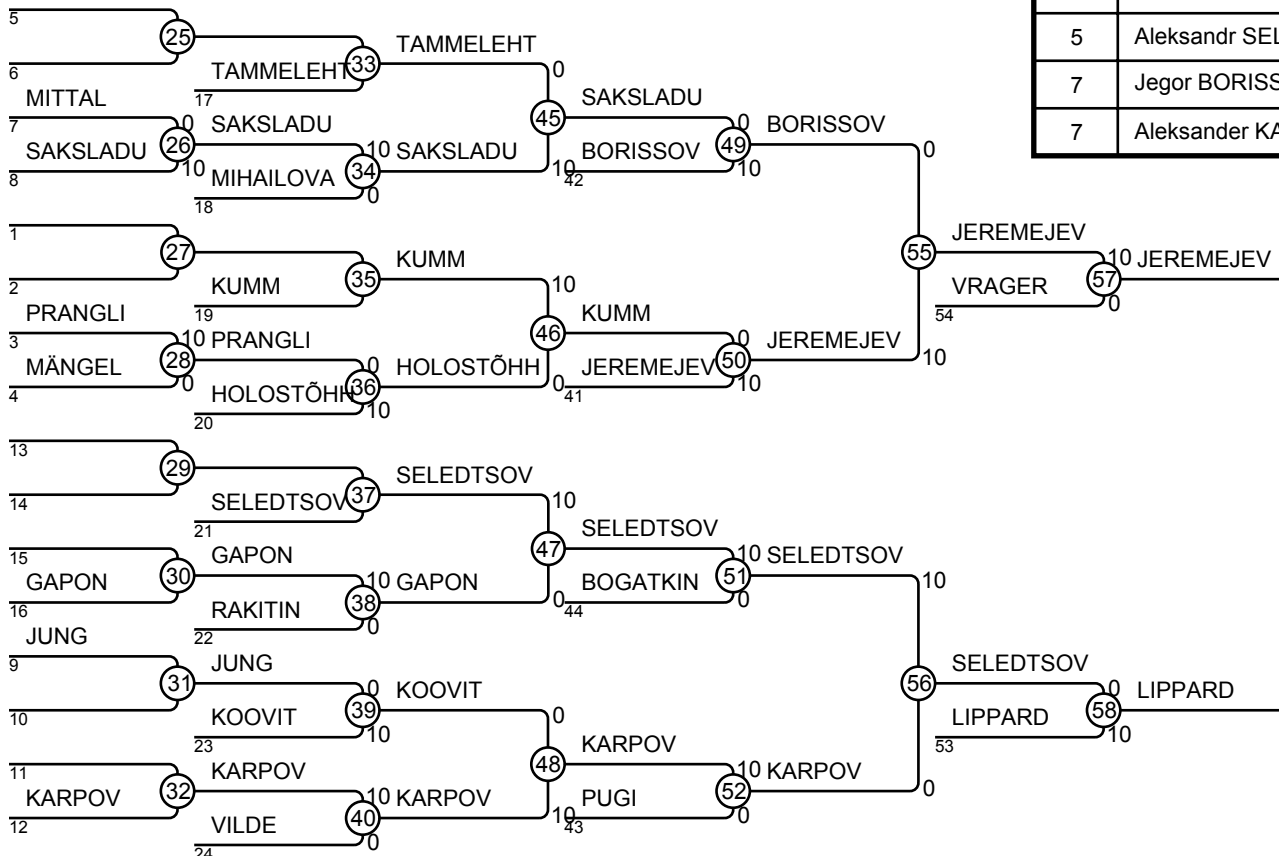 5
25
TAMMELEHT
5 Aleksandr SEL
6
TAMMELEHT 33
0
17
MITTAL
SAKSLADU
7 Jegor BORISS
7
0
SAKSLADU
45
0
BORISSOV
26
SAKSLADU
10
SAKSLADU
BORISSOV
49
0
7 Aleksander KA
8
10
MIHAILOVA
34
10
42
10
18
0
1
27
KUMM
55
JEREMEJEV
10
JEREMEJEV
2
KUMM
35
10
VRAGER
57
19
54
0
PRANGLI
KUMM
3
10
PRANGLI
46
0
JEREMEJEV
MÄNGEL
28
0
HOLOSTÕHH
JEREMEJEV
50
10
4
0
HOLOSTÕHH
36
0
41
10
20
10
13
29
SELEDTSOV
14
SELEDTSOV
37
10
21
SELEDTSOV
15
GAPON
47
10
SELEDTSOV
GAPON
30
10
GAPON
BOGATKIN
51
10
16
RAKITIN
38
0
44
0
22
0
JUNG
9
JUNG
SELEDTSOV
31
0
KOOVIT
56
0
LIPPARD
10
KOOVIT
39
0
LIPPARD
58
23
10
53
10
KARPOV
11
KARPOV
48
10
KARPOV
KARPOV
32
10
KARPOV
PUGI
52
0
12
VILDE
40
10
43
0
24
0